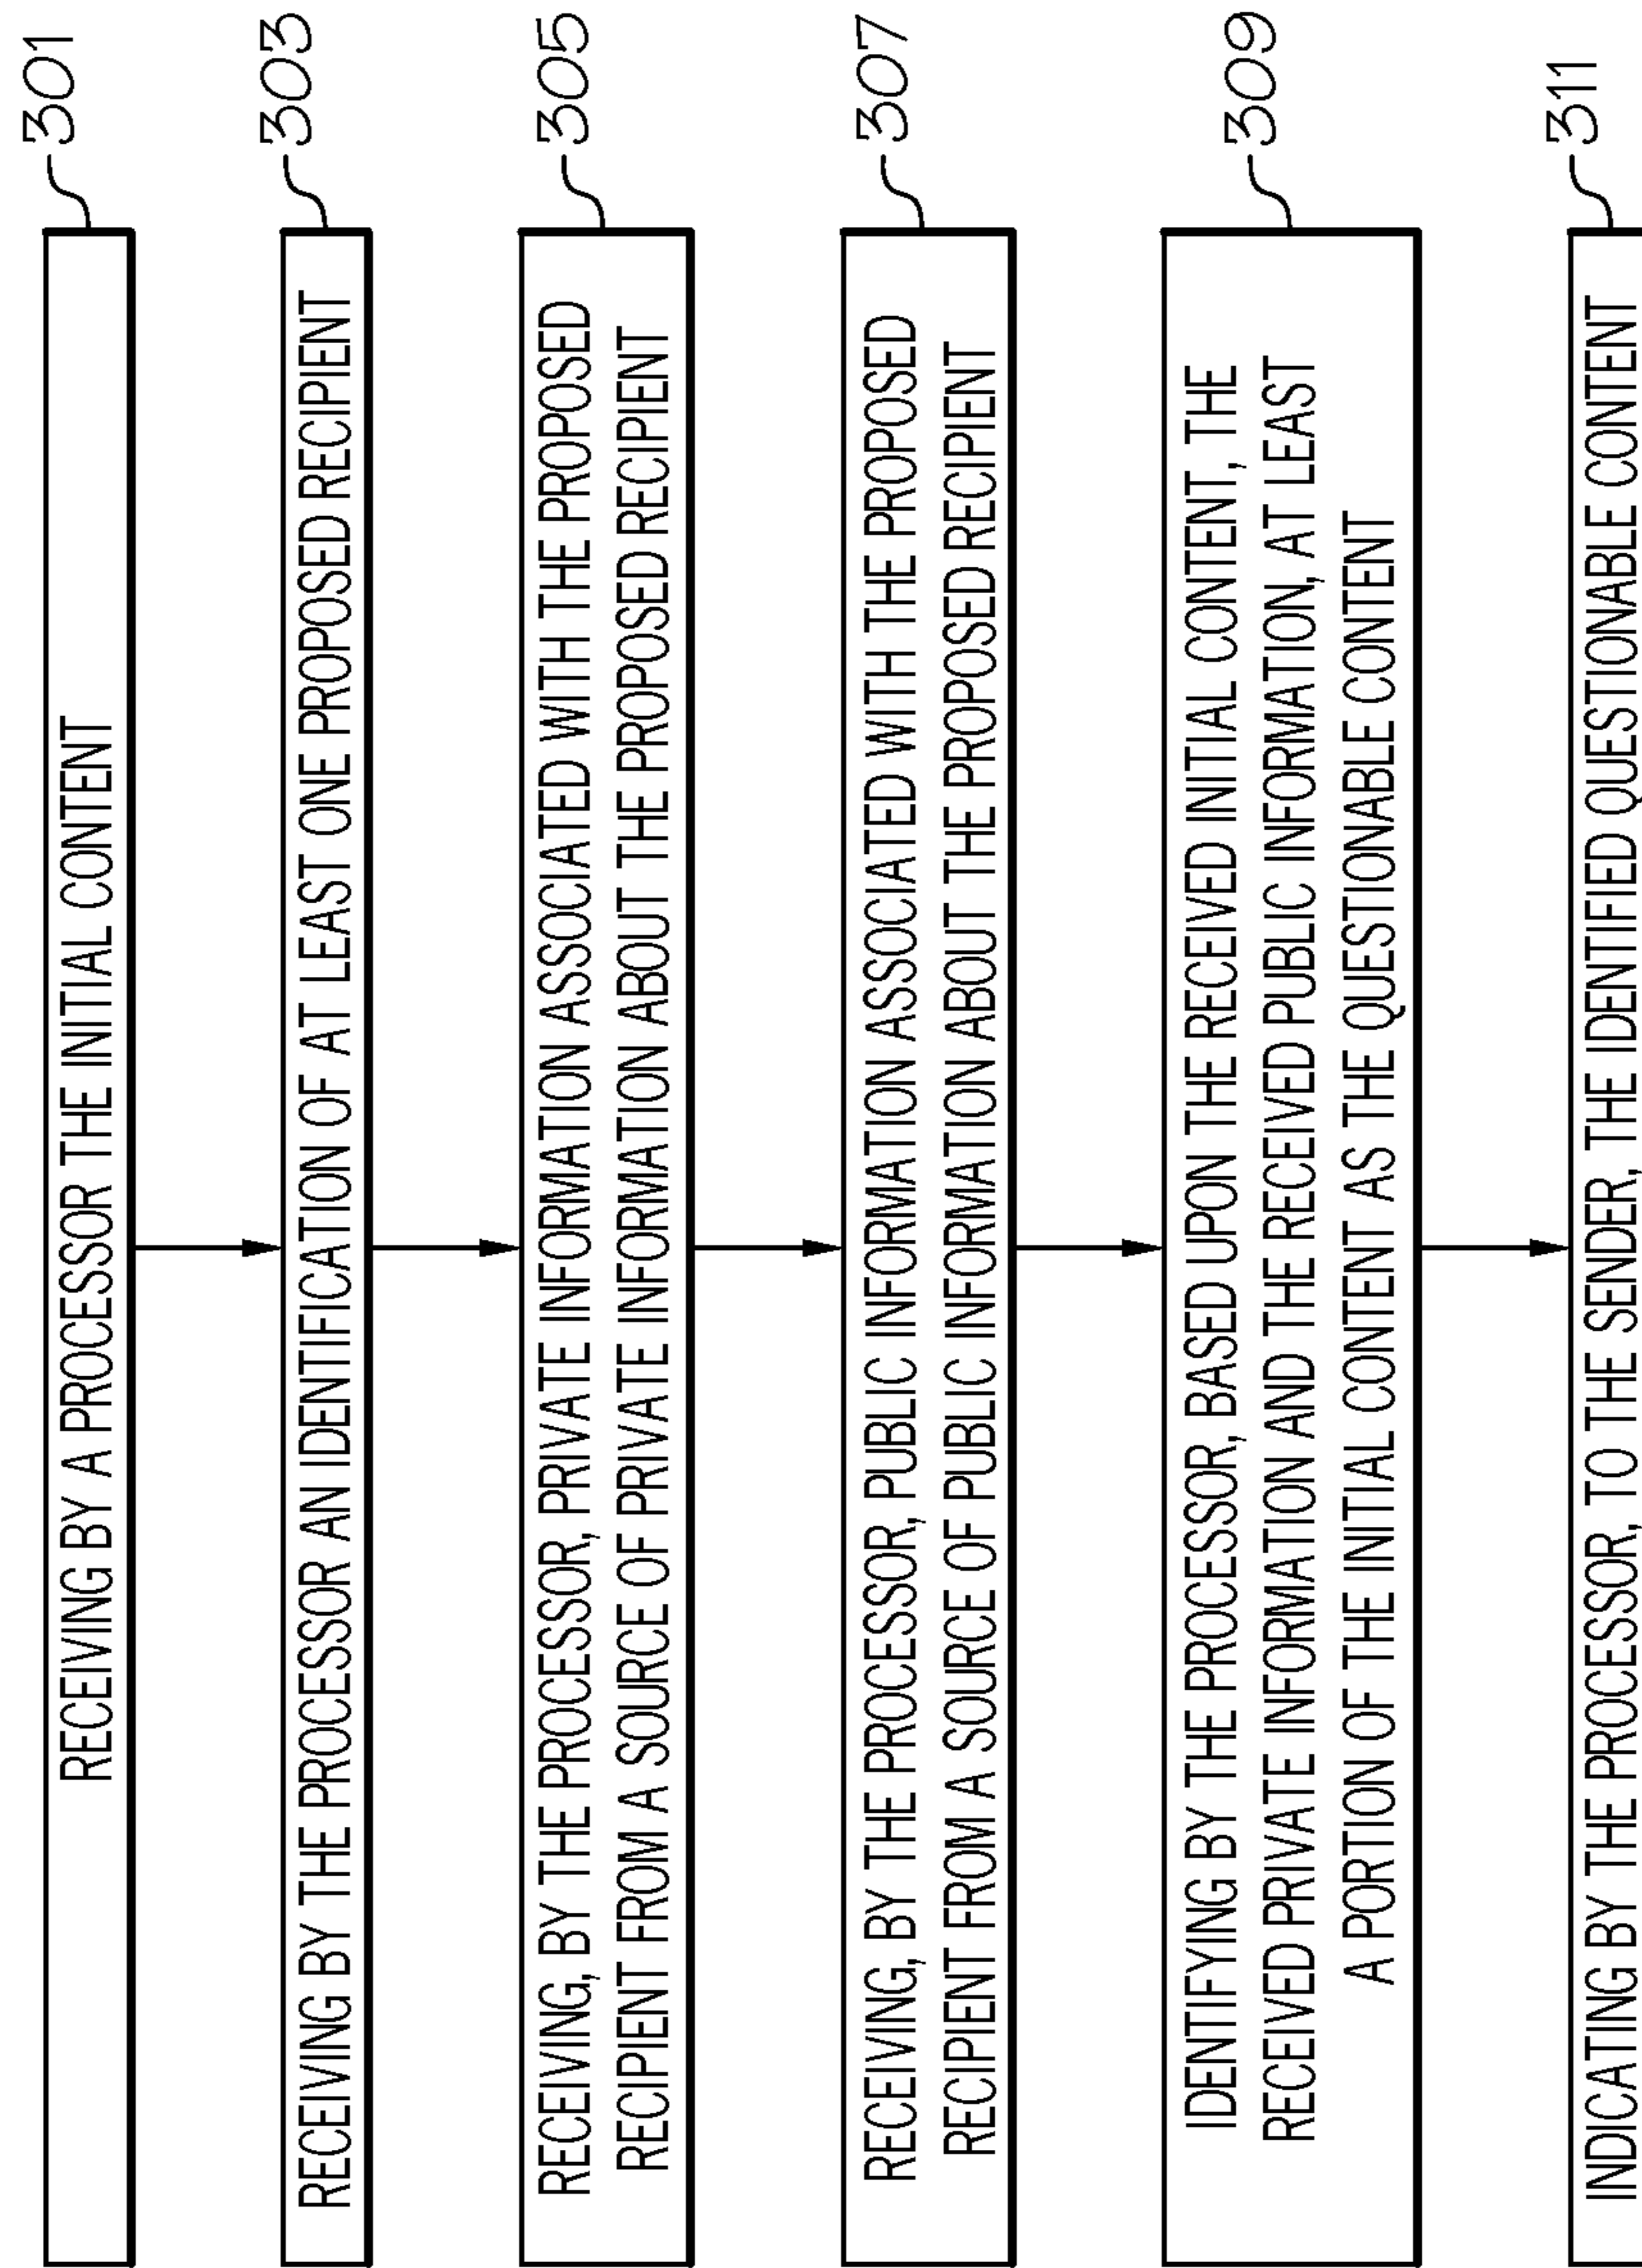 RECEIVING BY A PROCESSOR THE INITIAL CONTENT
301
RECEIVING BY THE PROCESSOR AN IDENTIFICATION OF AT LEAST ONE PROPOSED RECIPIENT
303
RECEIVING, BY THE PROCESSOR, PRIVATE INFORMATION ASSOCIATED WITH THE PROPOSED
RECIPIENT FROM A SOURCE OF PRIVATE INFORMATION ABOUT THE PROPOSED RECIPIENT
305
RECEIVING, BY THE PROCESSOR, PUBLIC INFORMATION ASSOCIATED WITH THE PROPOSED
RECIPIENT FROM A SOURCE OF PUBLIC INFORMATION ABOUT THE PROPOSED RECIPIENT
307
IDENTIFYING BY THE PROCESSOR, BASED UPON THE RECEIVED INITIAL CONTENT, THE
RECEIVED PRIVATE INFORMATION AND THE RECEIVED PUBLIC INFORMATION, AT LEAST
A PORTION OF THE INITIAL CONTENT AS THE QUESTIONABLE CONTENT
309
INDICATING BY THE PROCESSOR, TO THE SENDER, THE IDENTIFIED QUESTIONABLE CONTENT
311